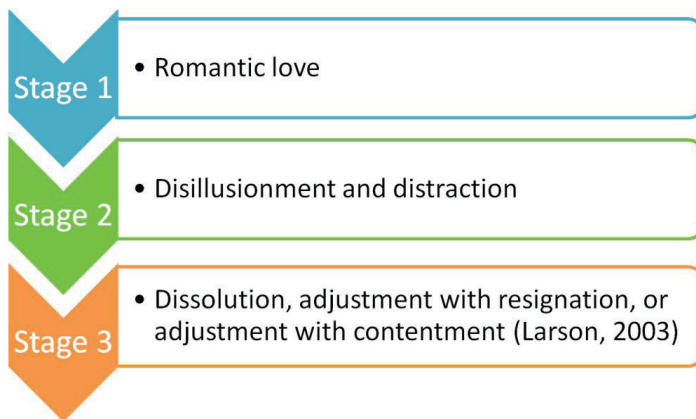 Stage 1
• Romantic love
Stage 2
• Disillusionment and distraction
Stage 3
• Dissolution, adjustment with resignation, or
adjustment with contentment (Larson, 2003)